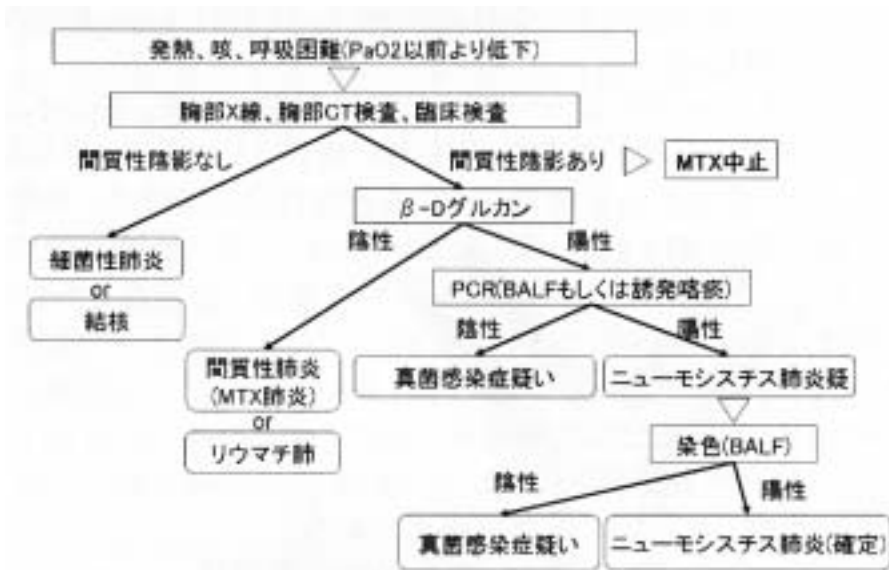 発熱、咳、呼吸困難(PaO2以前より低下)
胸部X線、胸部CT検査、臨床検査
間質性陰影なし
間質性陰影あり
MTX中止
β-Dグルカン
陰性
陽性
細菌性肺炎
or
結核
PCR(BALFもしくは誘発喀痰)
陰性
陽性
間質性肺炎
(MTX肺炎)
or
リウマチ肺
真菌感染症疑い
ニューモシスチス肺炎疑
染色(BALF)
陰性
陽性
真菌感染症疑い
ニューモシスチス肺炎(確定)